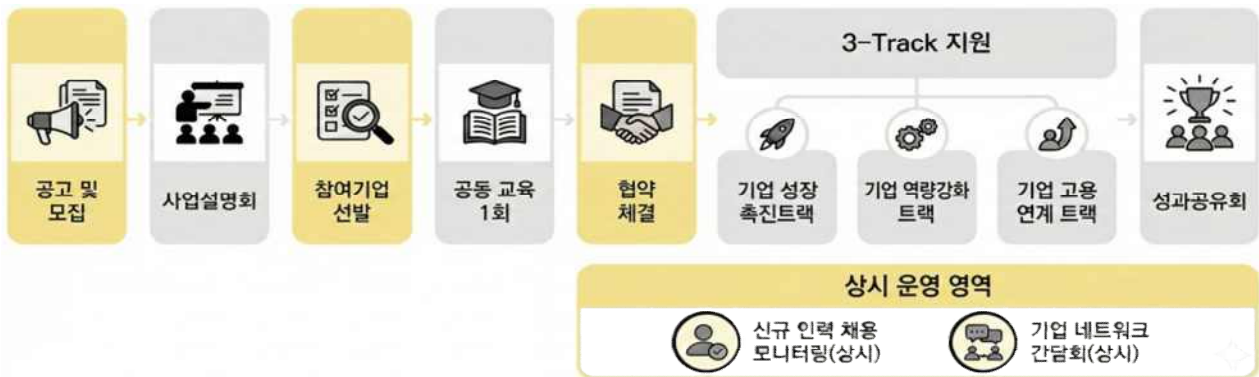 공고 및
모집
사업설명회
참여기업
선발
공동 교육
1회
협약
체결
3-Track 지원
기업 성장
촉진트랙
기업 역량강화
트랙
기업 고용
연계 트랙
성과공유회
상시 운영 영역
신규 인력 채용
모니터링(상시)
기업 네트워크
간담회(상시)